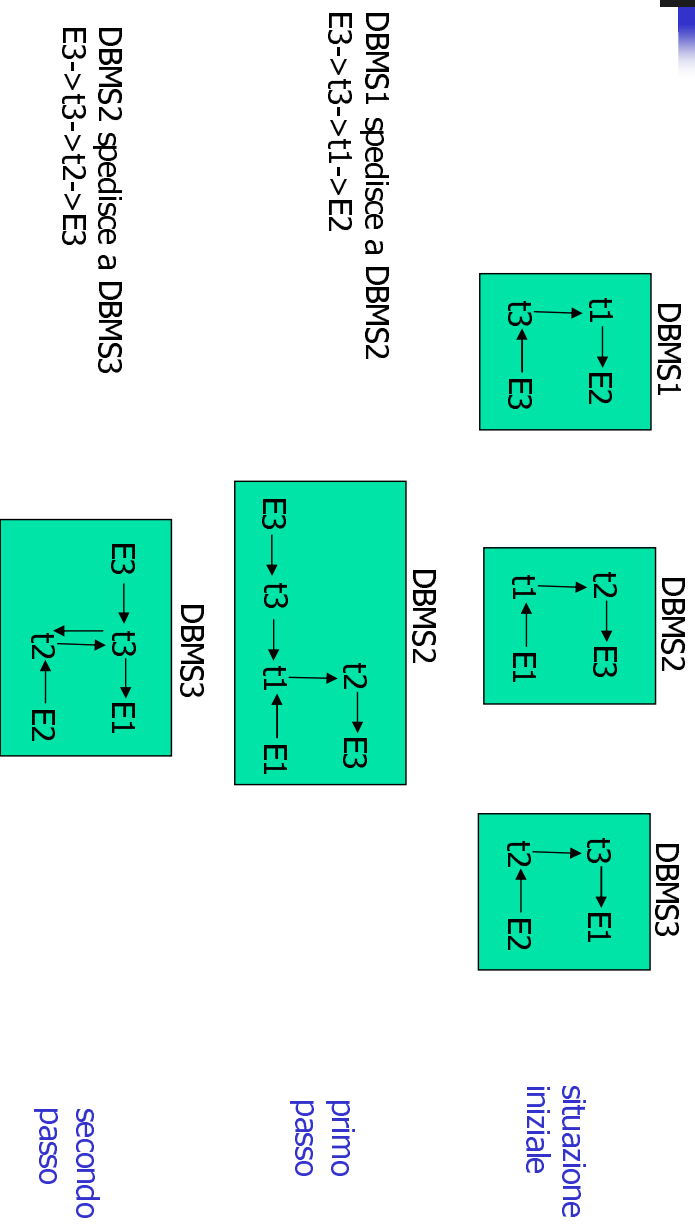 DBMS1
t1
E2
t3
E3
DBMS2
t2
E3
t1
E1
DBMS3
t3
E1
t2
E2
situazione
iniziale
DBMS1 spedisce a DBMS2
E3->t3->t1->E2
DBMS2
t2
E3
E3
t3
t1
E1
primo
passo
DBMS2 spedisce a DBMS3
E3->t3->t2->E3
DBMS3
E3
t3
E1
t2
E2
secondo
passo